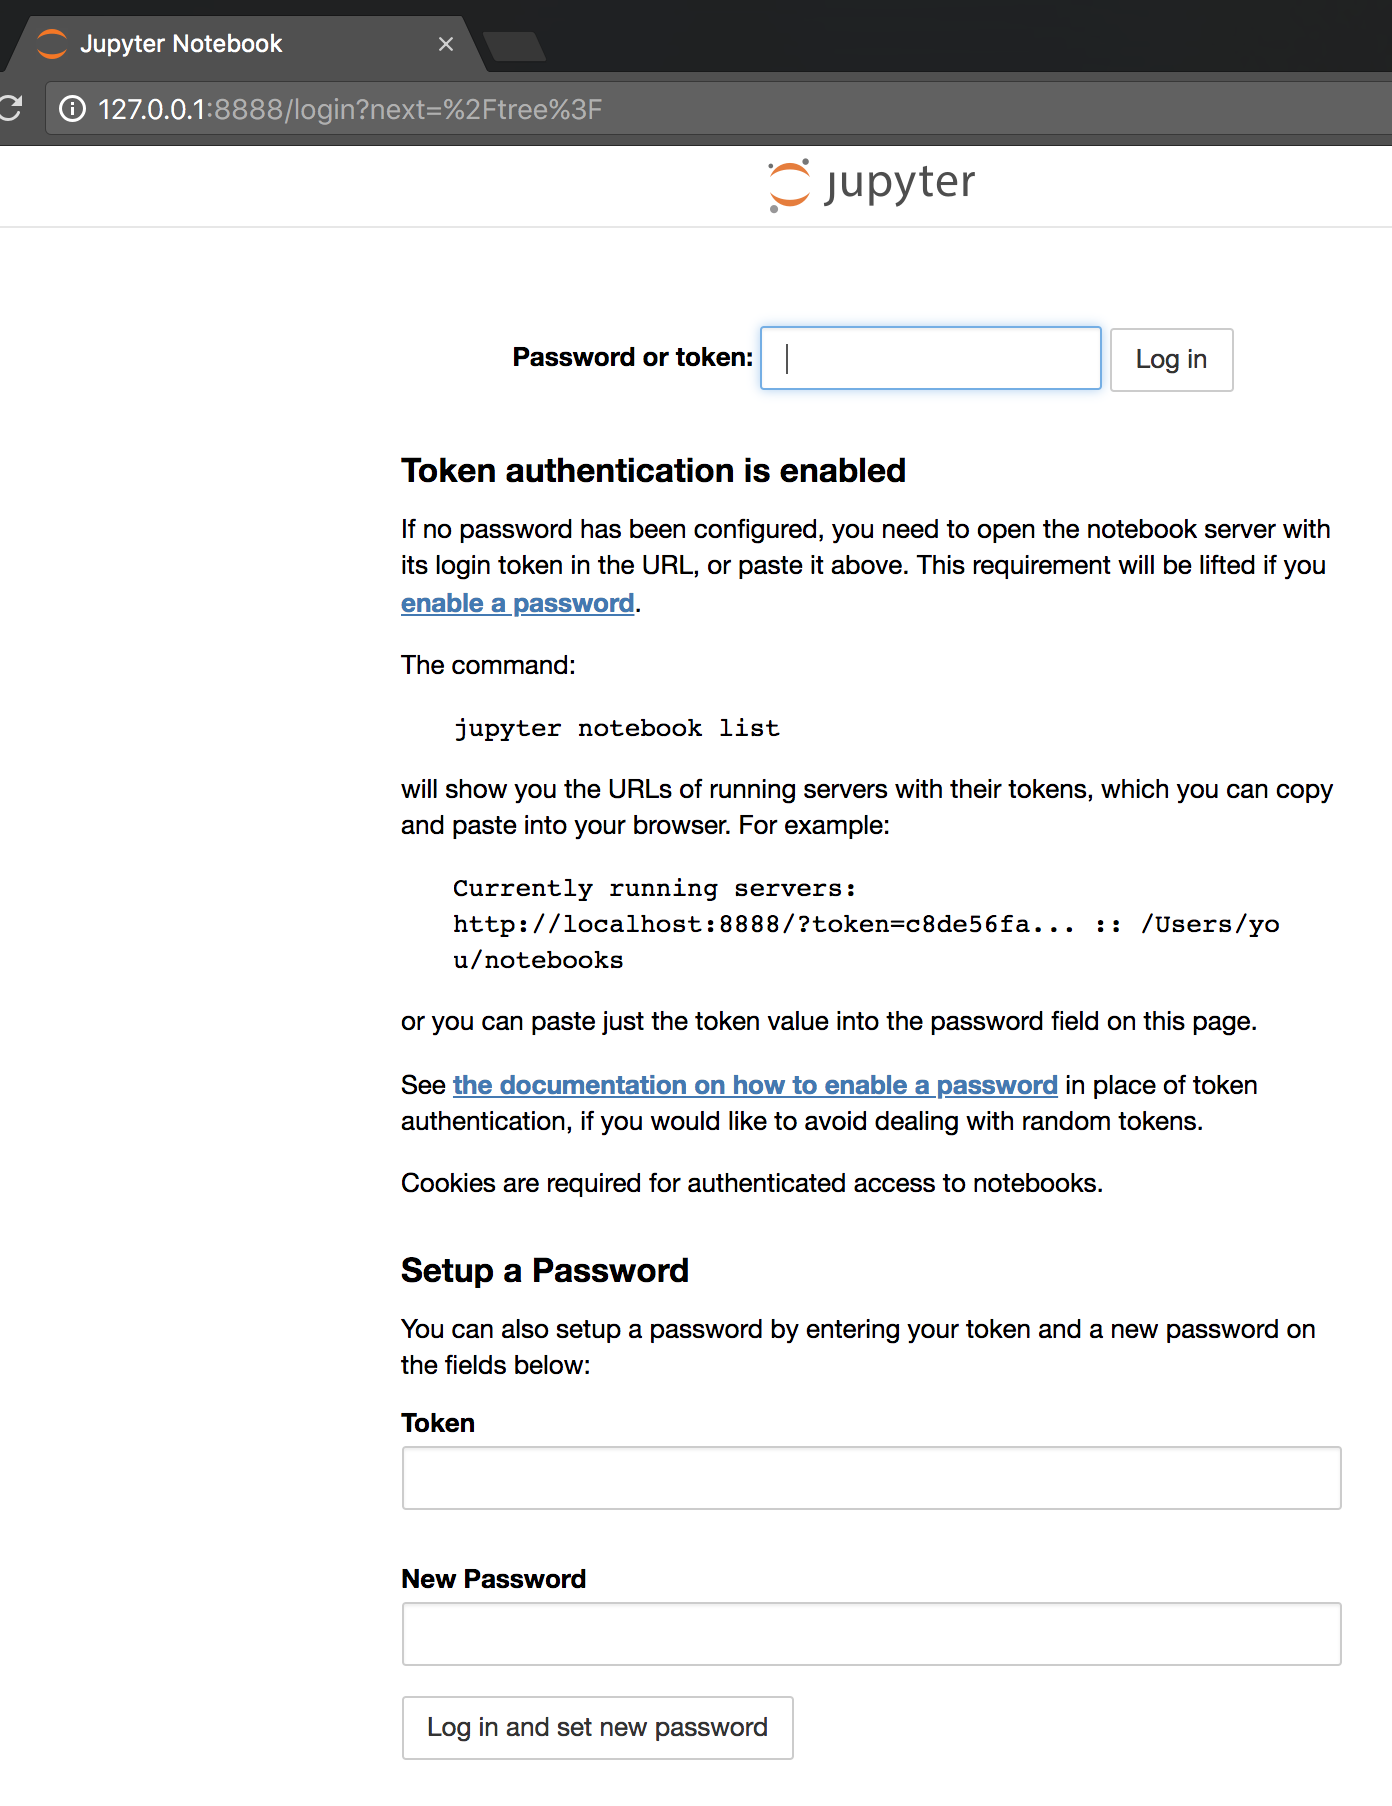 Jupyter Notebook
127.0.0.1:8888/login?next=%2Ftree%3F
jupyter
Password or token:
Log in
Token authentication is enabled
If no password has been configured, you need to open the notebook server with
its login token in the URL, or paste it above. This requirement will be lifted if you
enable a password.
The command:
jupyter notebook list
will show you the URLs of running servers with their tokens, which you can copy
and paste into your browser. For example:
Currently running servers:
http://localhost:8888/?token=c8de56fa... :: /Users/yo
u/notebooks
or you can paste just the token value into the password field on this page.
See the documentation on how to enable a password in place of token
authentication, if you would like to avoid dealing with random tokens.
Cookies are required for authenticated access to notebooks.
Setup a Password
You can also setup a password by entering your token and a new password on
the fields below:
Token
New Password
Log in and set new password